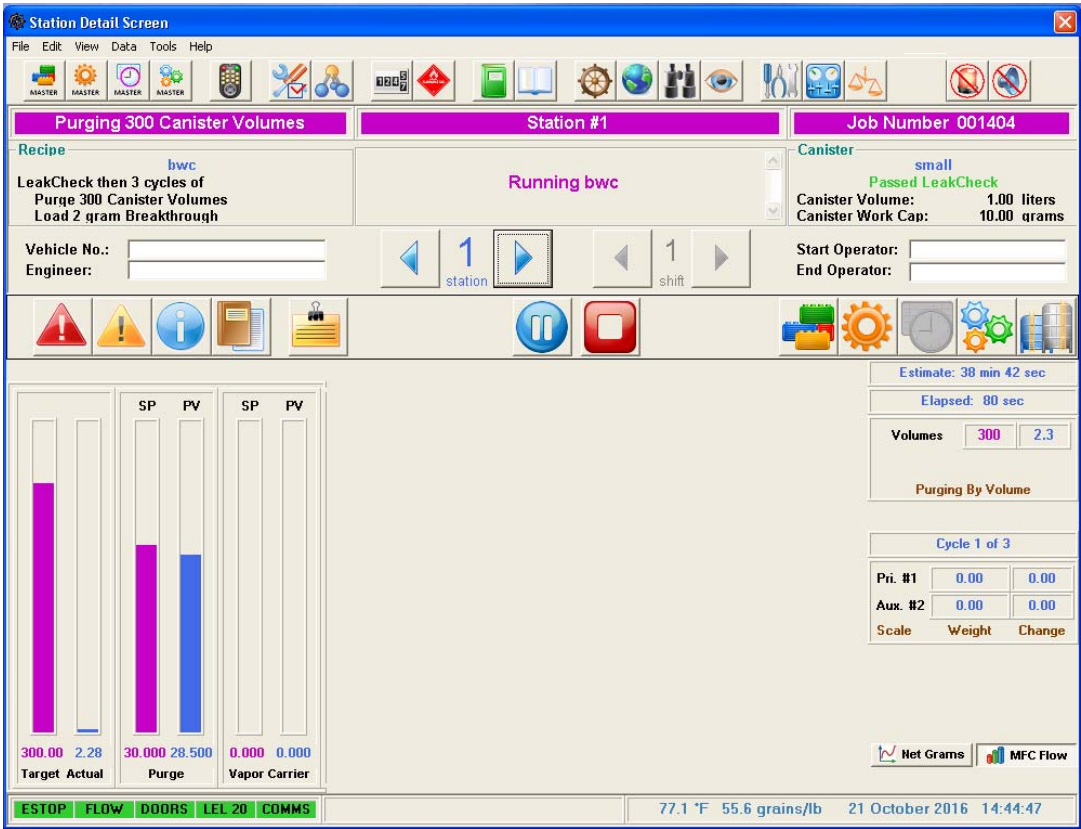 Station Detail Screen
File Edit View Data Tools Help
MASTER MASTER MASTER MASTER
Purging 300 Canister Volumes
Station #1
Job Number 001404
Recipe
bwc
LeakCheck then 3 cycles of
Purge 300 Canister Volumes
Load 2 gram Breakthrough
Running bwc
Canister
small
Passed LeakCheck
Canister Volume: 1.00 liters
Canister Work Cap: 10.00 grams
Vehicle No.:
Engineer:
1
station
1
shift
Start Operator:
End Operator:
Estimate: 38 min 42 sec
Elapsed: 80 sec
Volumes 300 2.3
Purging By Volume
Cycle 1 of 3
Pri. #1 0.00 0.00
Aux. #2 0.00 0.00
Scale Weight Change
SP PV SP PV
300.00 2.28 30.000 28.500 0.000 0.000
Target Actual Purge Vapor Carrier
Net Grams MFC Flow
ESTOP FLOW DOORS LEL 20 COMMS
77.1 °F 55.6 grains/lb 21 October 2016 14:44:47